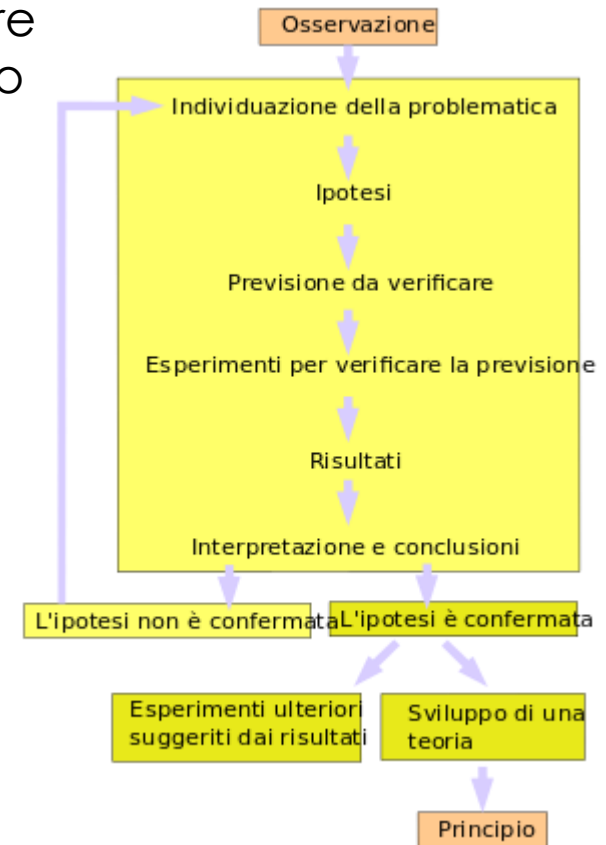 re
o
Osservazione
Individuazione della problematica
Ipotesi
Previsione da verificare
Esperimenti per verificare la previsione
Risultati
Interpretazione e conclusioni
L'ipotesi non è confermata
L'ipotesi è confermata
Esperimenti ulteriori
suggeriti dai risultati
Sviluppo di una
teoria
Principio